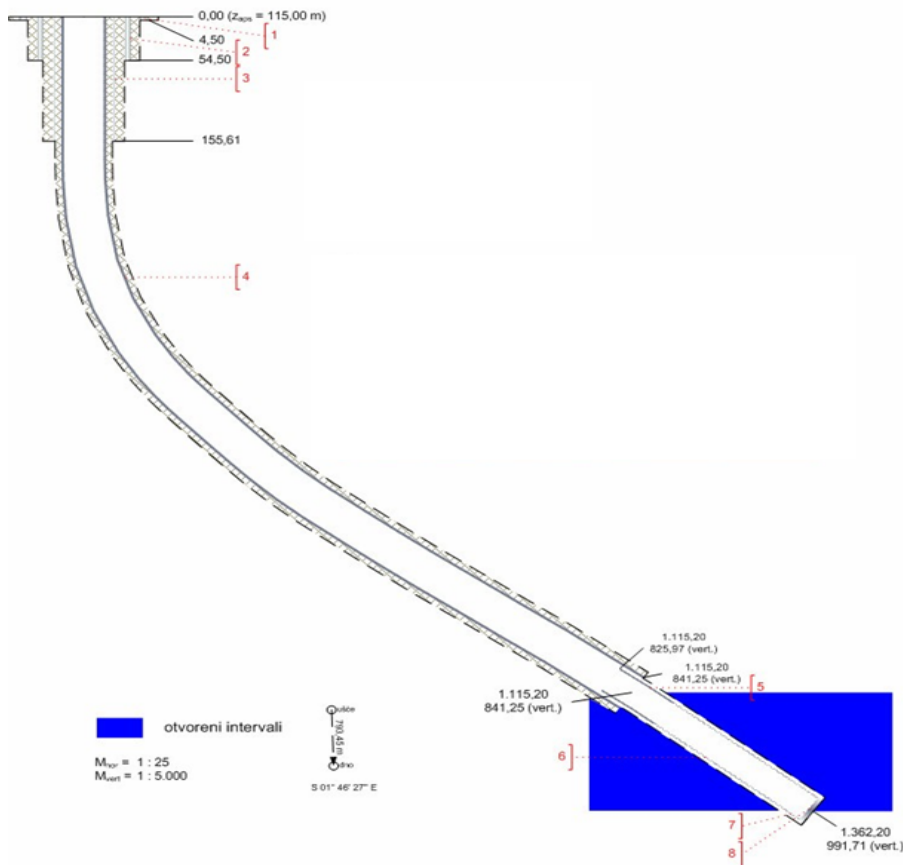 0,00 (z_aps = 115,00 m)
1
4,50
2
54,50
3
155,61
4
1.115,20
825,97 (vert.)
1.115,20
841,25 (vert.)
5
1.115,20
841,25 (vert.)
otvoreni intervali
ušće
790,45 m
dno
S 01° 46' 27" E
M_hor = 1 : 25
M_vert = 1 : 5.000
6
7
8
1.362,20
991,71 (vert.)